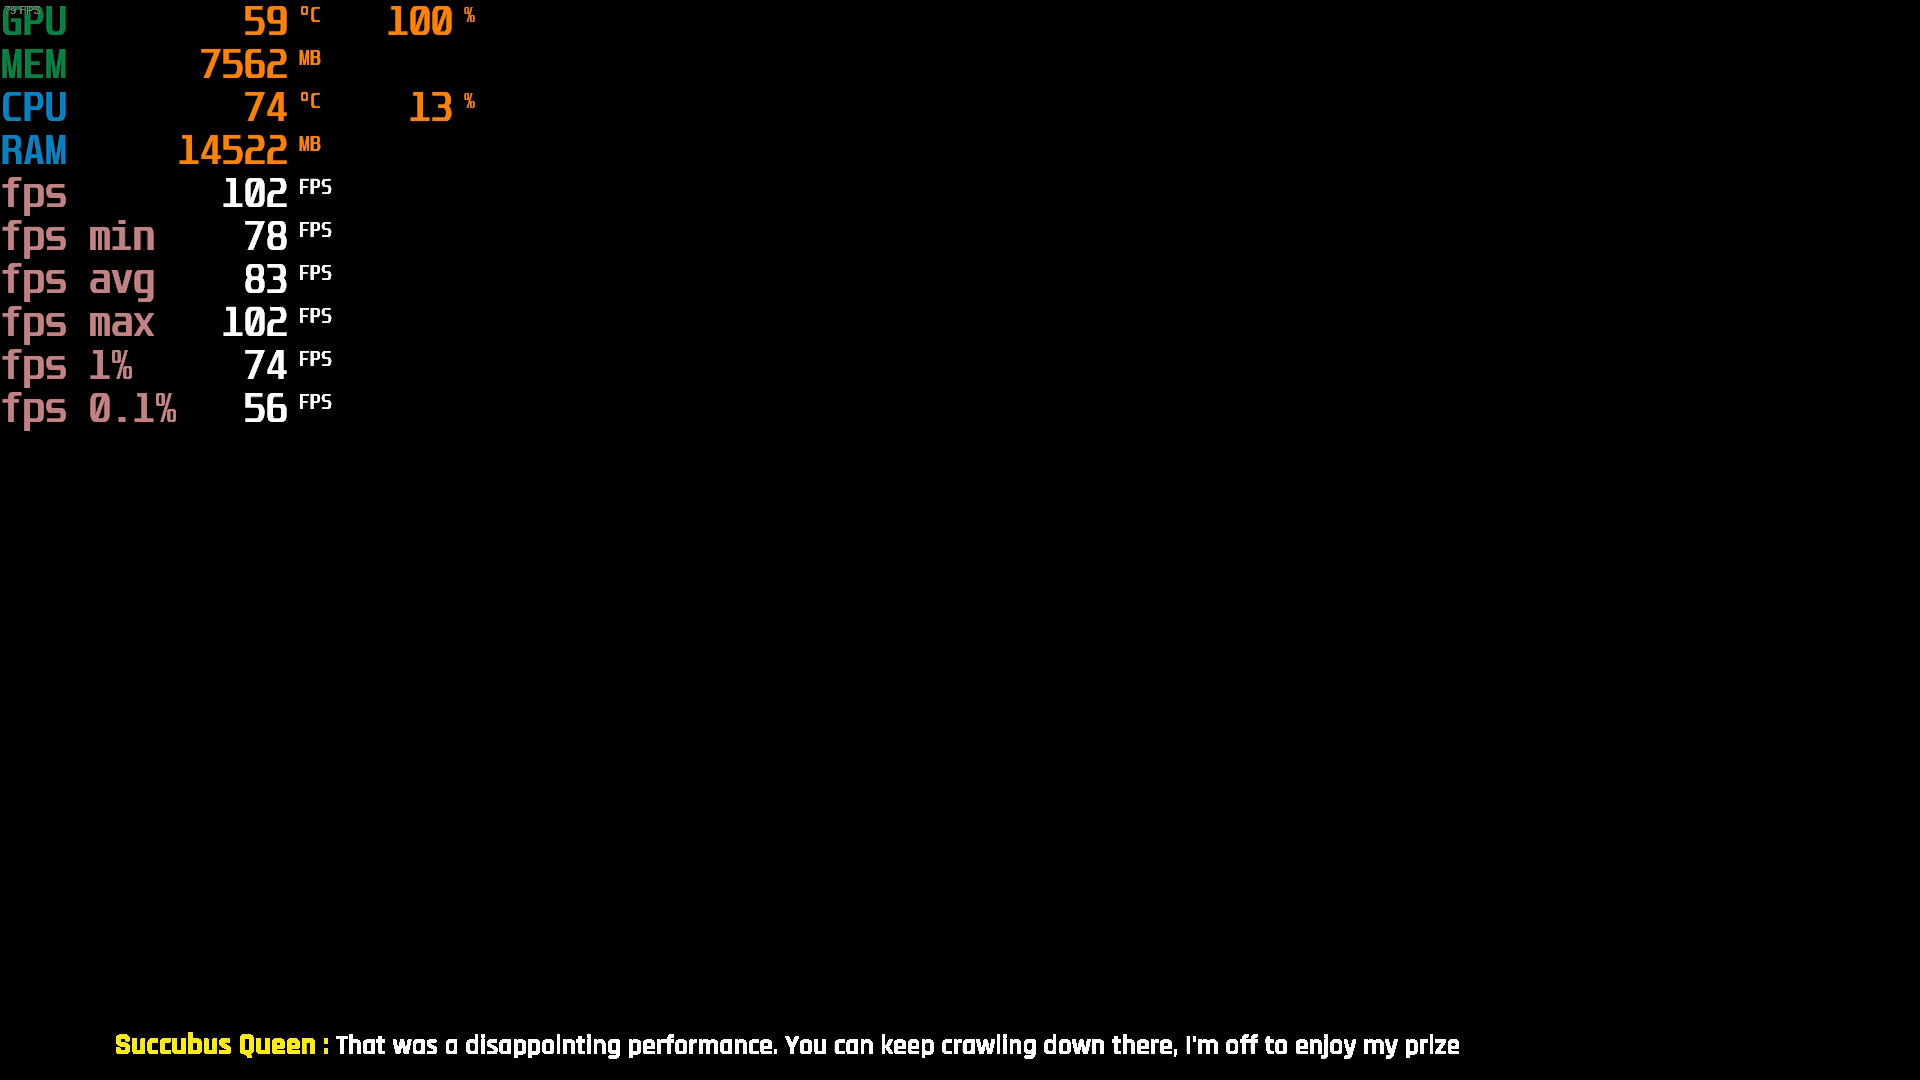 79 FPS
GPU 59 °C 100 %
MEM 7562 MB
CPU 74 °C 13 %
RAM 14522 MB
fps 102 FPS
fps min 78 FPS
fps avg 83 FPS
fps max 102 FPS
fps 1% 74 FPS
fps 0.1% 56 FPS
Succubus Queen : That was a disappointing performance. You can keep crawling down there, I'm off to enjoy my prize